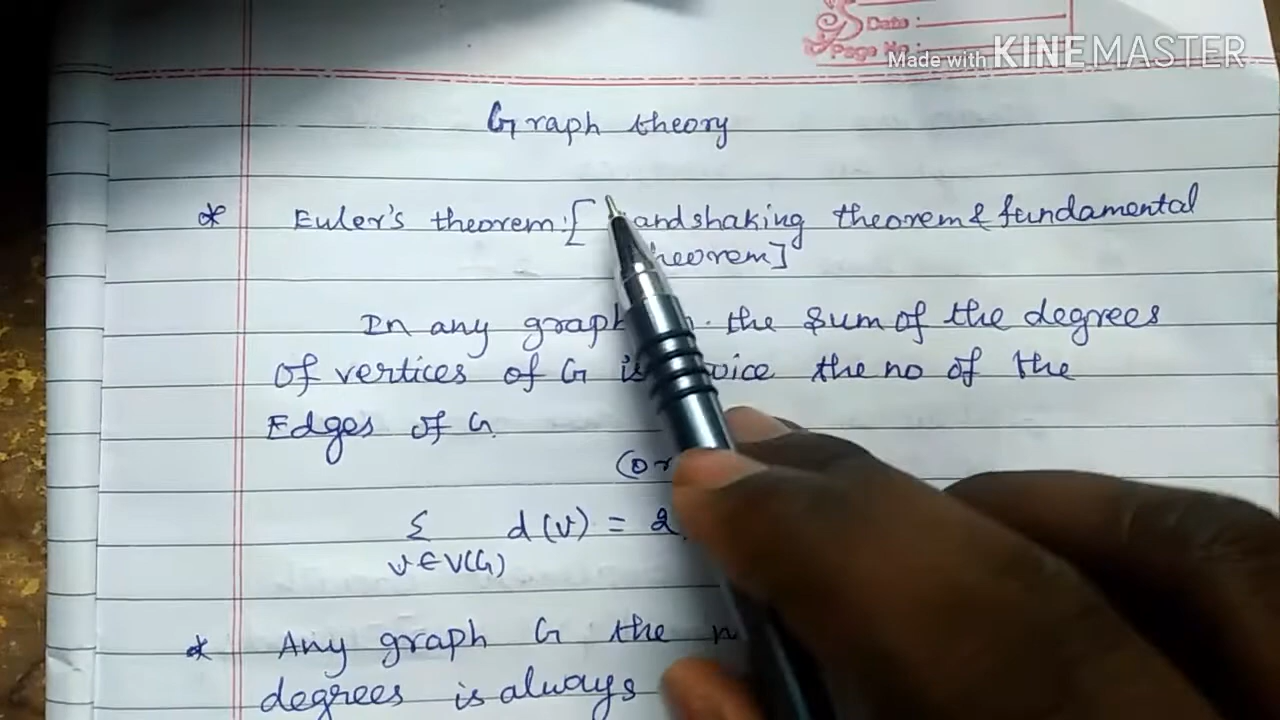 Date :
Page No :
Made with KINEMASTER
Graph theory
* Euler's theorem :[ andshaking theorem & fundamental
heorem]
In any graph the sum of the degrees
of vertices of G is the no of the
Edges of G.
(or
Σ d(v) = 2
v∈V(G)
* Any graph G the
degrees is always